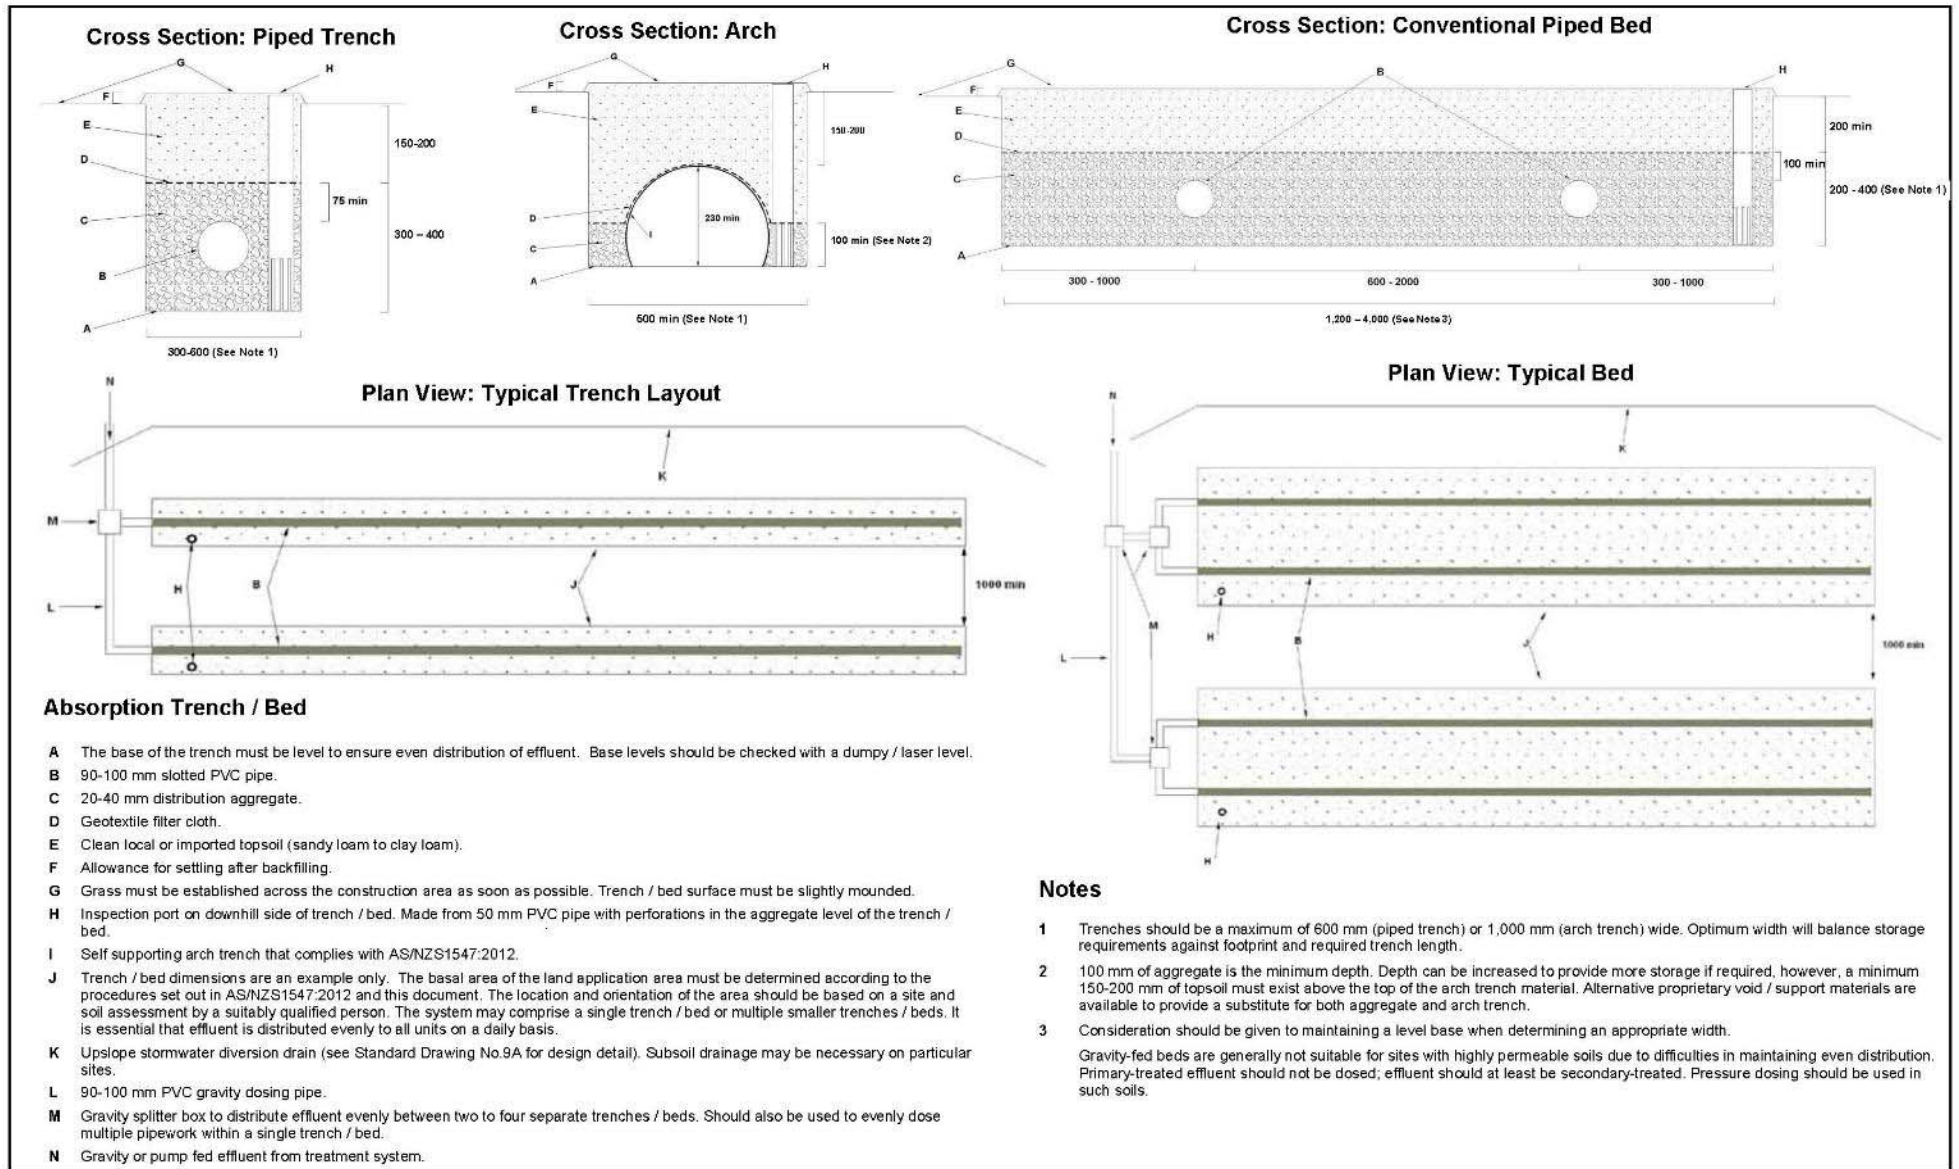 Cross Section: Piped Trench
G
H
F
E
D
C
B
A
150-200
75 min
300 – 400
300-600 (See Note 1)
Cross Section: Arch
G
H
F
E
D
C
I
A
150-200
230 min
100 min (See Note 2)
600 min (See Note 1)
Cross Section: Conventional Piped Bed
G
B
H
F
E
D
C
A
200 min
100 min
200 - 400 (See Note 1)
300 - 1000
600 - 2000
300 - 1000
1,200 – 4,000 (See Note 3)
Plan View: Typical Trench Layout
N
K
M
H
B
J
1000 min
L
Plan View: Typical Bed
N
K
M
H
B
J
L
1000 min
H
Absorption Trench / Bed
A The base of the trench must be level to ensure even distribution of effluent. Base levels should be checked with a dumpy / laser level.
B 90-100 mm slotted PVC pipe.
C 20-40 mm distribution aggregate.
D Geotextile filter cloth.
E Clean local or imported topsoil (sandy loam to clay loam).
F Allowance for settling after backfilling.
G Grass must be established across the construction area as soon as possible. Trench / bed surface must be slightly mounded.
H Inspection port on downhill side of trench / bed. Made from 50 mm PVC pipe with perforations in the aggregate level of the trench /
bed.
I Self supporting arch trench that complies with AS/NZS1547:2012.
J Trench / bed dimensions are an example only. The basal area of the land application area must be determined according to the
procedures set out in AS/NZS1547:2012 and this document. The location and orientation of the area should be based on a site and
soil assessment by a suitably qualified person. The system may comprise a single trench / bed or multiple smaller trenches / beds. It
is essential that effluent is distributed evenly to all units on a daily basis.
K Upslope stormwater diversion drain (see Standard Drawing No.9A for design detail). Subsoil drainage may be necessary on particular
sites.
L 90-100 mm PVC gravity dosing pipe.
M Gravity splitter box to distribute effluent evenly between two to four separate trenches / beds. Should also be used to evenly dose
multiple pipework within a single trench / bed.
N Gravity or pump fed effluent from treatment system.
Notes
1 Trenches should be a maximum of 600 mm (piped trench) or 1,000 mm (arch trench) wide. Optimum width will balance storage
requirements against footprint and required trench length.
2 100 mm of aggregate is the minimum depth. Depth can be increased to provide more storage if required, however, a minimum
150-200 mm of topsoil must exist above the top of the arch trench material. Alternative proprietary void / support materials are
available to provide a substitute for both aggregate and arch trench.
3 Consideration should be given to maintaining a level base when determining an appropriate width.
Gravity-fed beds are generally not suitable for sites with highly permeable soils due to difficulties in maintaining even distribution.
Primary-treated effluent should not be dosed; effluent should at least be secondary-treated. Pressure dosing should be used in
such soils.